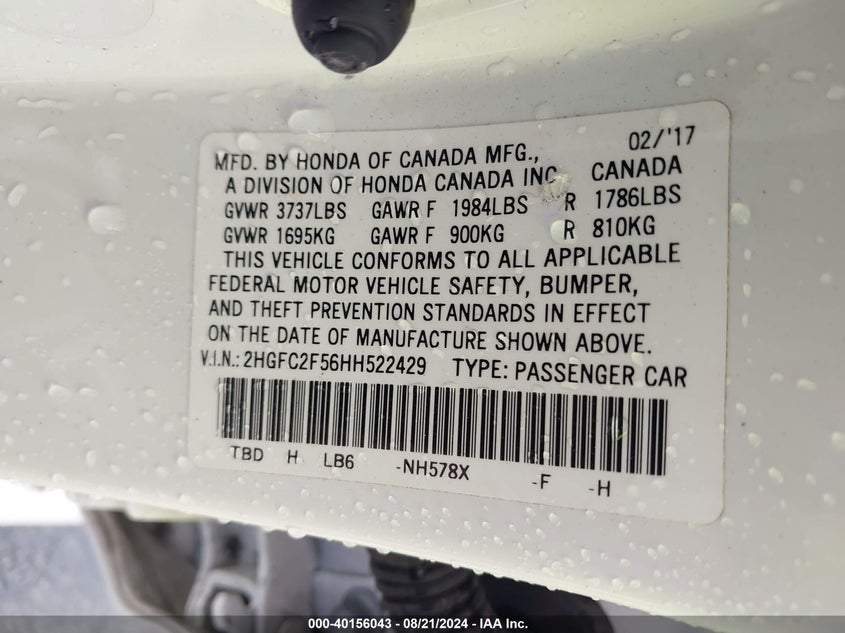 02/'17
MFD. BY HONDA OF CANADA MFG.,
A DIVISION OF HONDA CANADA INC CANADA
GVWR 3737LBS GAWR F 1984LBS R 1786LBS
GVWR 1695KG GAWR F 900KG R 810KG
THIS VEHICLE CONFORMS TO ALL APPLICABLE
FEDERAL MOTOR VEHICLE SAFETY, BUMPER,
AND THEFT PREVENTION STANDARDS IN EFFECT
ON THE DATE OF MANUFACTURE SHOWN ABOVE.
V.I.N.: 2HGFC2F56HH522429 TYPE: PASSENGER CAR
TBD H LB6 -NH578X -F -H
000-40156043 - 08/21/2024 - IAA Inc.